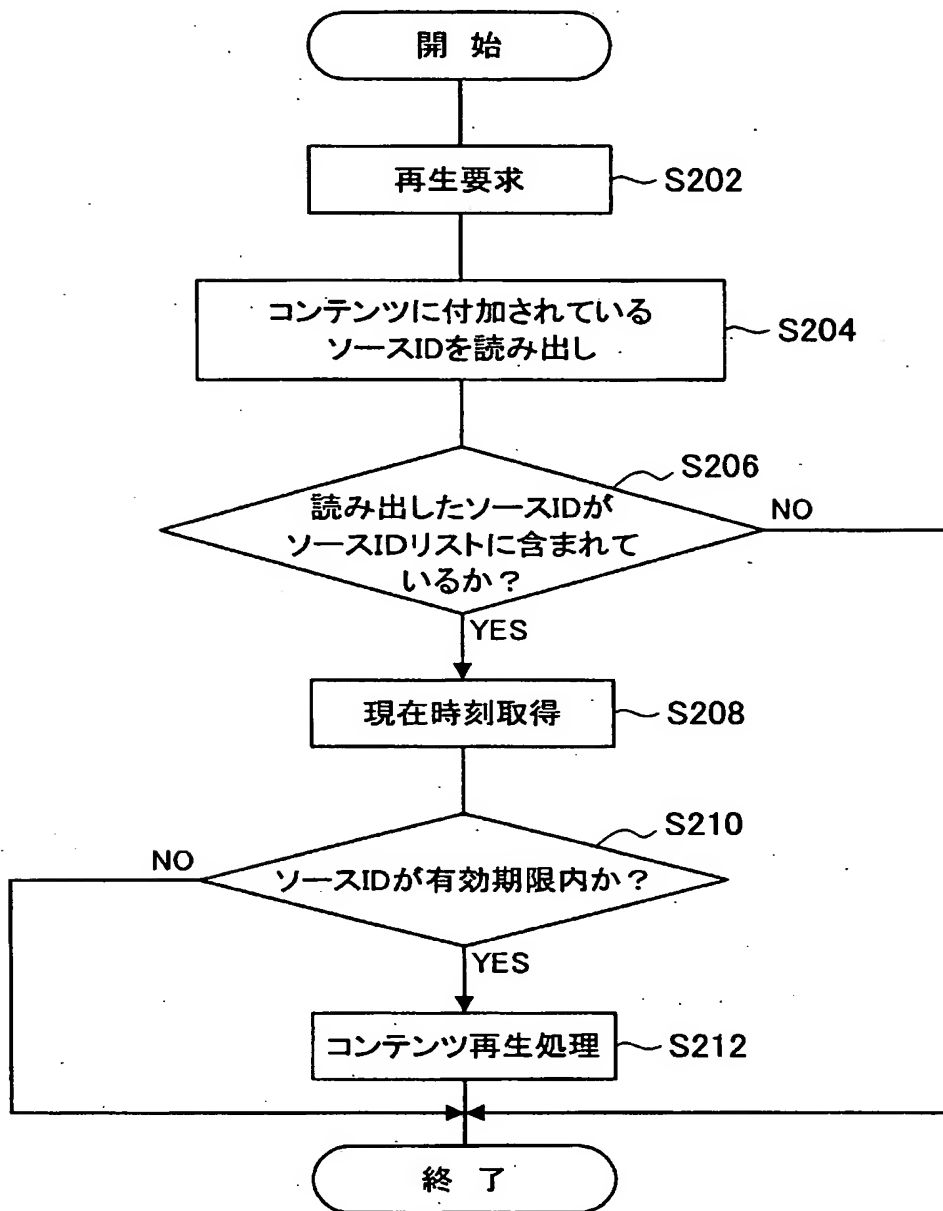 開 始
再生要求
S202
コンテンツに付加されている
ソースIDを読み出し
S204
S206
読み出したソースIDが
ソースIDリストに含まれて
いるか？
NO
YES
現在時刻取得
S208
S210
NO
ソースIDが有効期限内か？
YES
コンテンツ再生処理
S212
終 了